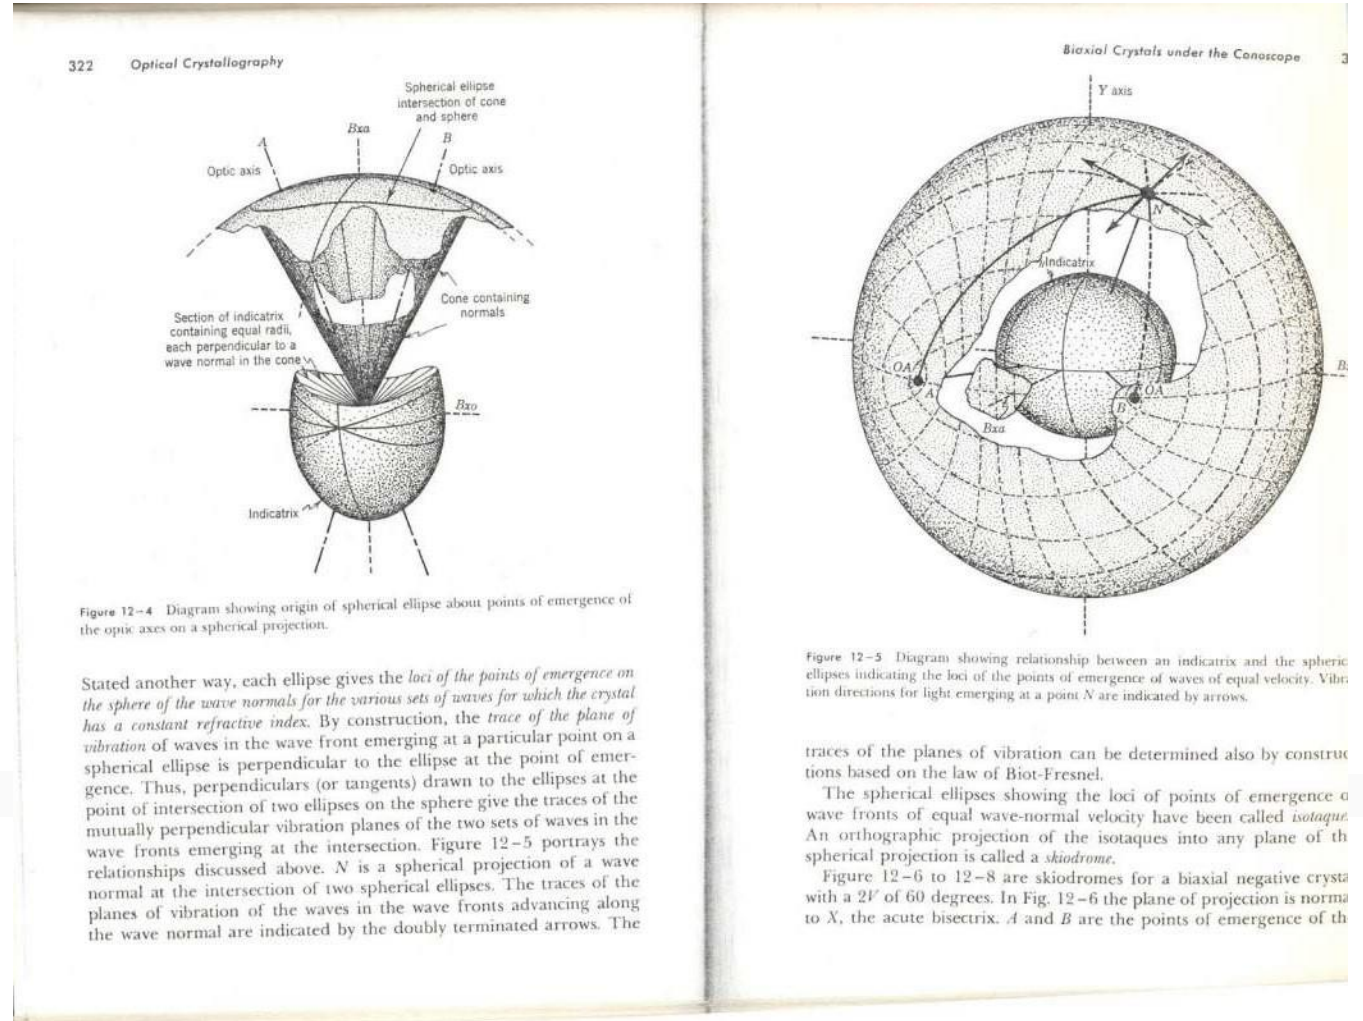 322 Optical Crystallography
Spherical ellipse
intersection of cone
and sphere
A
Bxa
B
Optic axis
Optic axis
Cone containing
normals
Section of indicatrix
containing equal radii,
each perpendicular to a
wave normal in the cone
Bxo
Indicatrix
Figure 12-4 Diagram showing origin of spherical ellipse about points of emergence of
the optic axes on a spherical projection.
Stated another way, each ellipse gives the loci of the points of emergence on
the sphere of the wave normals for the various sets of waves for which the crystal
has a constant refractive index. By construction, the trace of the plane of
vibration of waves in the wave front emerging at a particular point on a
spherical ellipse is perpendicular to the ellipse at the point of emer-
gence. Thus, perpendiculars (or tangents) drawn to the ellipses at the
point of intersection of two ellipses on the sphere give the traces of the
mutually perpendicular vibration planes of the two sets of waves in the
wave fronts emerging at the intersection. Figure 12-5 portrays the
relationships discussed above. N is a spherical projection of a wave
normal at the intersection of two spherical ellipses. The traces of the
planes of vibration of the waves in the wave fronts advancing along
the wave normal are indicated by the doubly terminated arrows. The
Biaxial Crystals under the Conoscope 3
Y axis
N
Indicatrix
OA
A
OA
B
Bxa
B
Figure 12-5 Diagram showing relationship between an indicatrix and the spheric
ellipses indicating the loci of the points of emergence of waves of equal velocity. Vibra
tion directions for light emerging at a point N are indicated by arrows.
traces of the planes of vibration can be determined also by construc
tions based on the law of Biot-Fresnel.
The spherical ellipses showing the loci of points of emergence o
wave fronts of equal wave-normal velocity have been called isotaque
An orthographic projection of the isotaques into any plane of th
spherical projection is called a skiodrome.
Figure 12-6 to 12-8 are skiodromes for a biaxial negative crysta
with a 2V of 60 degrees. In Fig. 12-6 the plane of projection is norma
to X, the acute bisectrix. A and B are the points of emergence of th